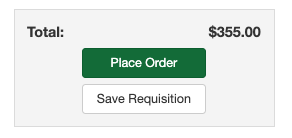 Total: $355.00
Place Order
Save Requisition